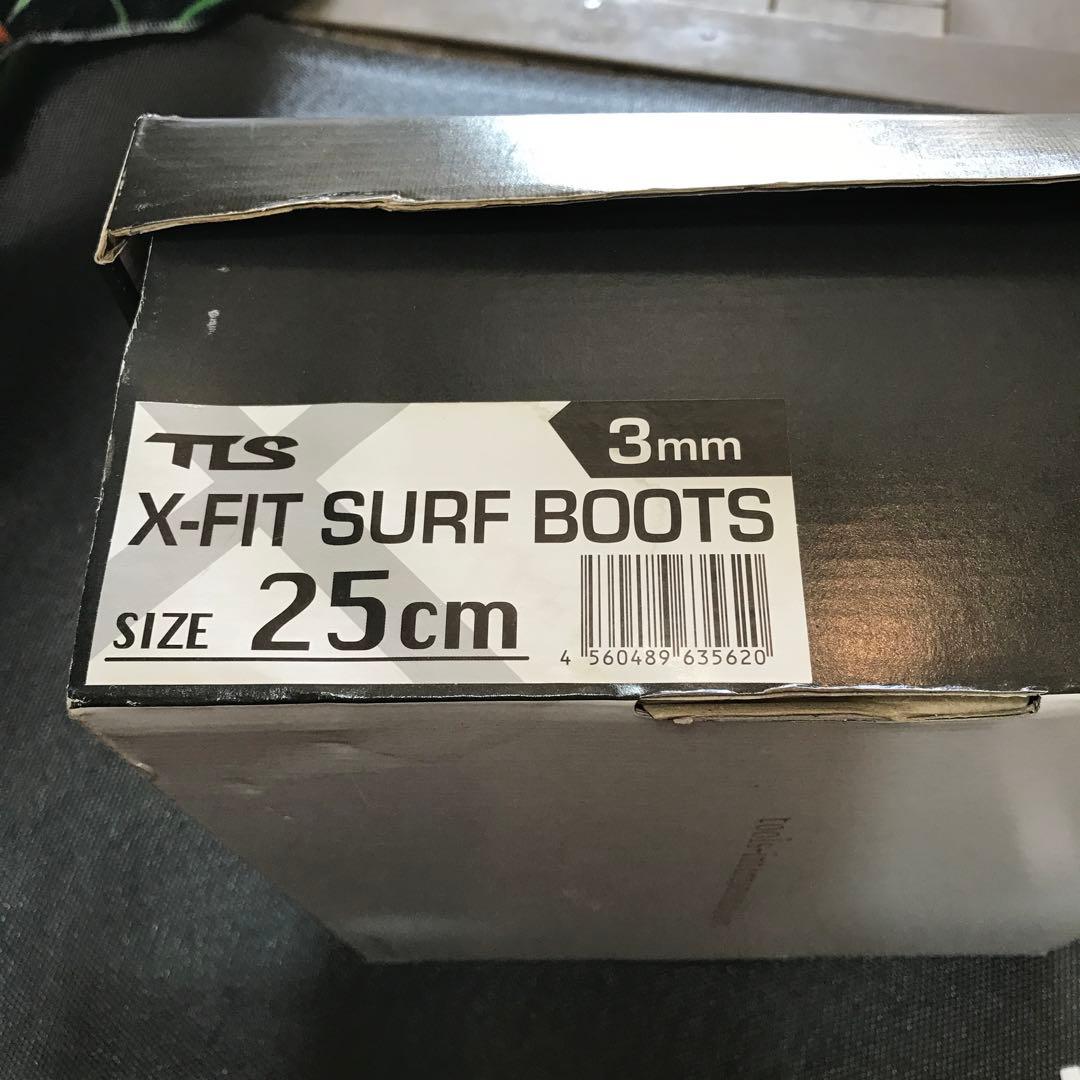 TLS
3mm
X-FIT SURF BOOTS
SIZE 25cm
4 560489 635620